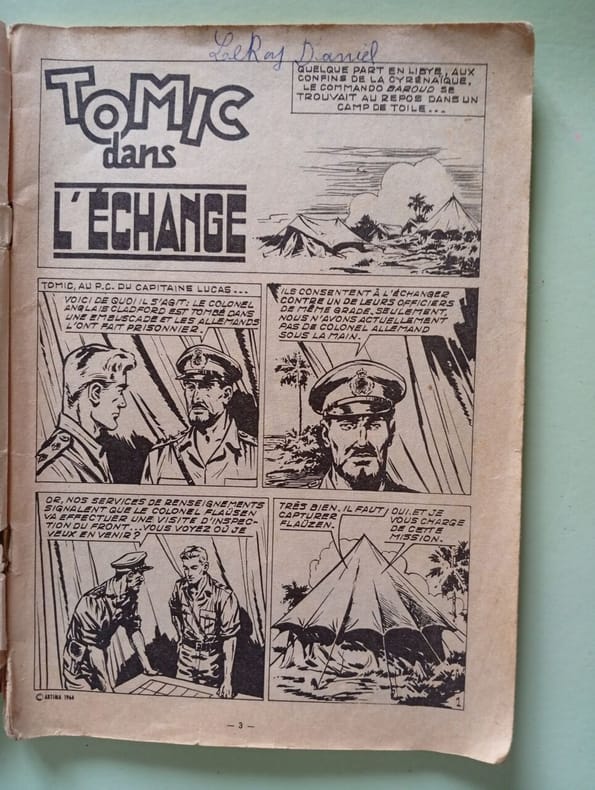 LeRoy Daniel
TOMIC
dans
L'ÉCHANGE
QUELQUE PART EN LIBYE, AUX
CONFINS DE LA CYRÉNAÏQUE,
LE COMMANDO BAROUD SE
TROUVAIT AU REPOS DANS UN
CAMP DE TOILE...
TOMIC, AU P.C. DU CAPITAINE LUCAS...
VOICI DE QUOI IL S'AGIT: LE COLONEL
ANGLAIS CLADFORD EST TOMBÉ DANS
UNE EMBUSCADE ET LES ALLEMANDS
L'ONT FAIT PRISONNIER.
ILS CONSENTENT À L'ÉCHANGER
CONTRE UN DE LEURS OFFICIERS
DE MÊME GRADE. SEULEMENT,
NOUS N'AVONS ACTUELLEMENT
PAS DE COLONEL ALLEMAND
SOUS LA MAIN.
OR, NOS SERVICES DE RENSEIGNEMENTS
SIGNALENT QUE LE COLONEL FLAÜSEN
VA EFFECTUER UNE VISITE D'INSPEC-
TION DU FRONT... VOUS VOYEZ OÙ JE
VEUX EN VENIR?
TRÈS BIEN, IL FAUT
CAPTURER
FLAÜZEN.
OUI, ET JE
VOUS CHARGE
DE CETTE
MISSION.
© ARTIMA 1964
1
— 3 —